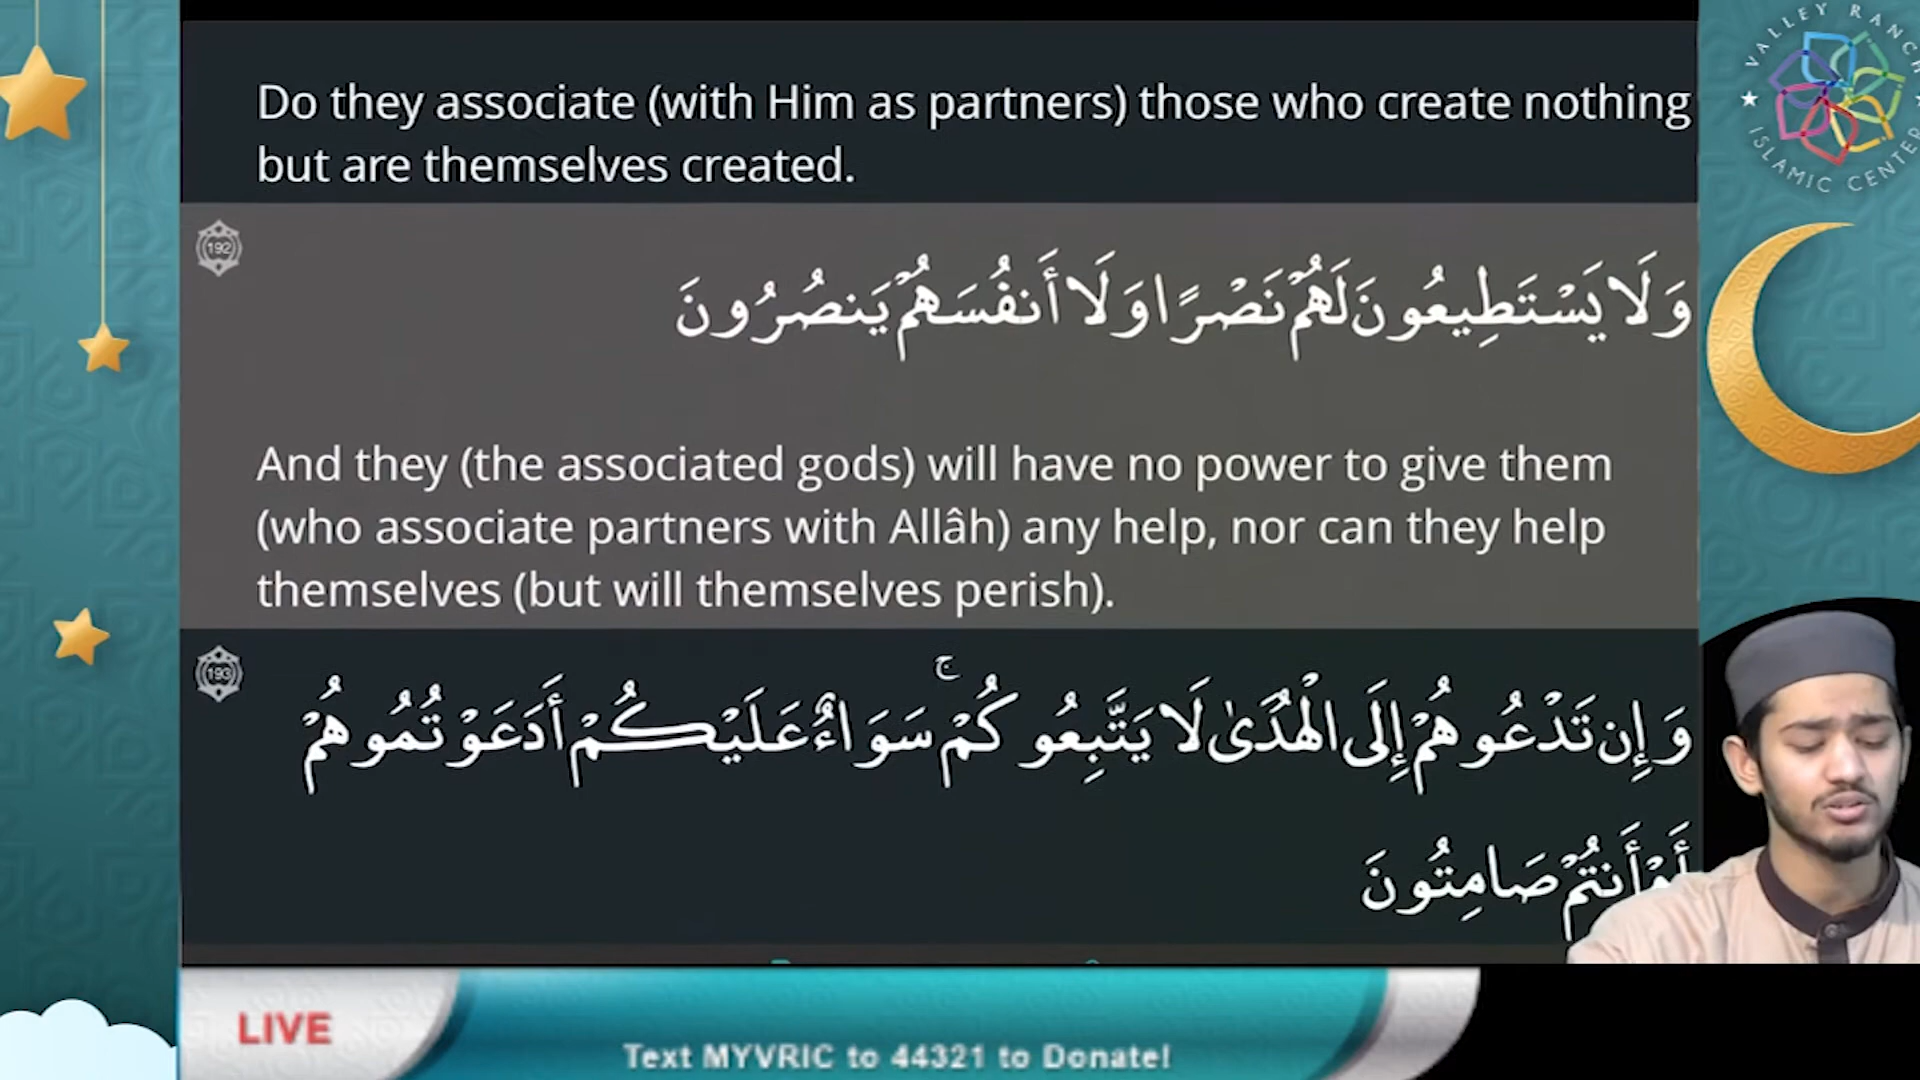 VALLEY RANCH
ISLAMIC CENTER
Do they associate (with Him as partners) those who create nothing
but are themselves created.
192
وَلَا يَسْتَطِيعُونَ لَهُمْ نَصْرًا وَلَا أَنفُسَهُمْ يَنصُرُونَ
And they (the associated gods) will have no power to give them
(who associate partners with Allâh) any help, nor can they help
themselves (but will themselves perish).
193
وَإِن تَدْعُوهُمْ إِلَى الْهُدَىٰ لَا يَتَّبِعُوكُمْ ۚ سَوَاءٌ عَلَيْكُمْ أَدَعَوْتُمُوهُمْ
أَمْ أَنتُمْ صَامِتُونَ
LIVE
Text MYVRIC to 44321 to Donate!